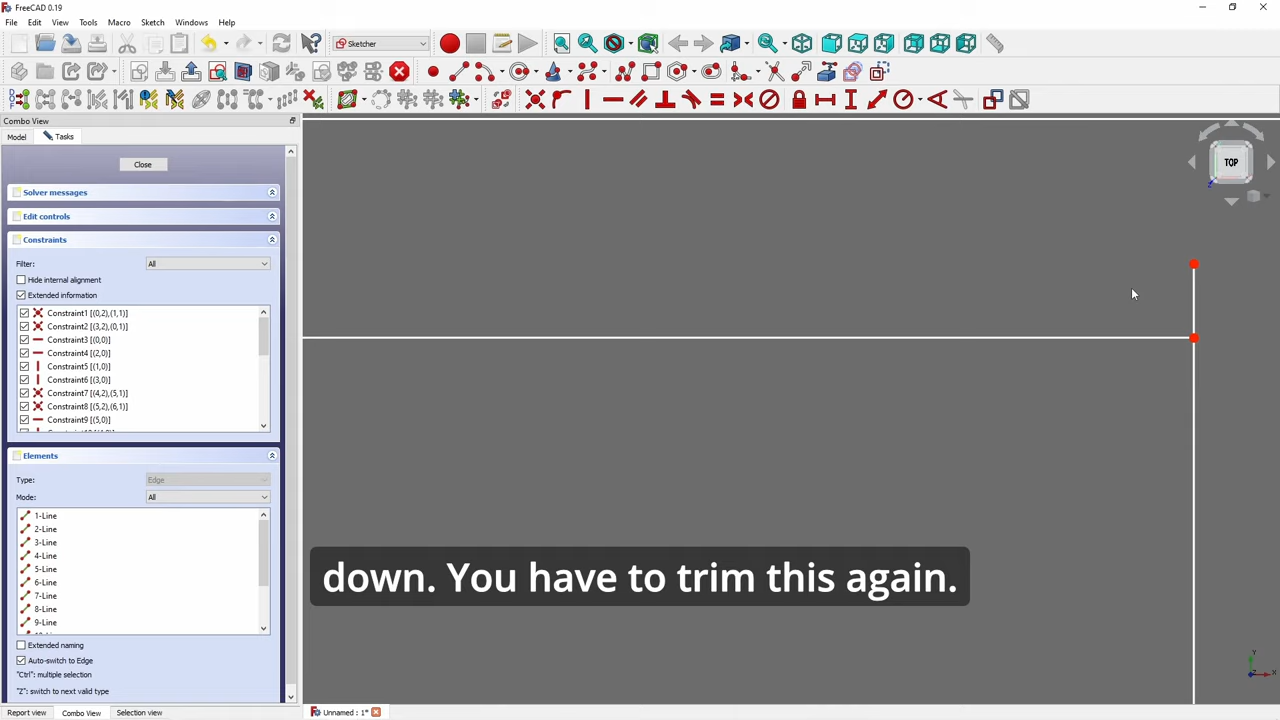 FreeCAD 0.19
File Edit View Tools Macro Sketch Windows Help
Sketcher
Combo View
Model Tasks
Close
Solver messages
Edit controls
Constraints
Filter: All
Hide internal alignment
Extended information
Constraint1 [(0,2),(1,1)]
Constraint2 [(3,2),(0,1)]
Constraint3 [(0,0)]
Constraint4 [(2,0)]
Constraint5 [(1,0)]
Constraint6 [(3,0)]
Constraint7 [(4,2),(5,1)]
Constraint8 [(5,2),(6,1)]
Constraint9 [(5,0)]
Elements
Type: Edge
Mode: All
1-Line
2-Line
3-Line
4-Line
5-Line
6-Line
7-Line
8-Line
9-Line
Extended naming
Auto-switch to Edge
"Ctrl": multiple selection
"Z": switch to next valid type
Report view Combo View Selection view
TOP
down. You have to trim this again.
Y
Z X
Unnamed : 1*